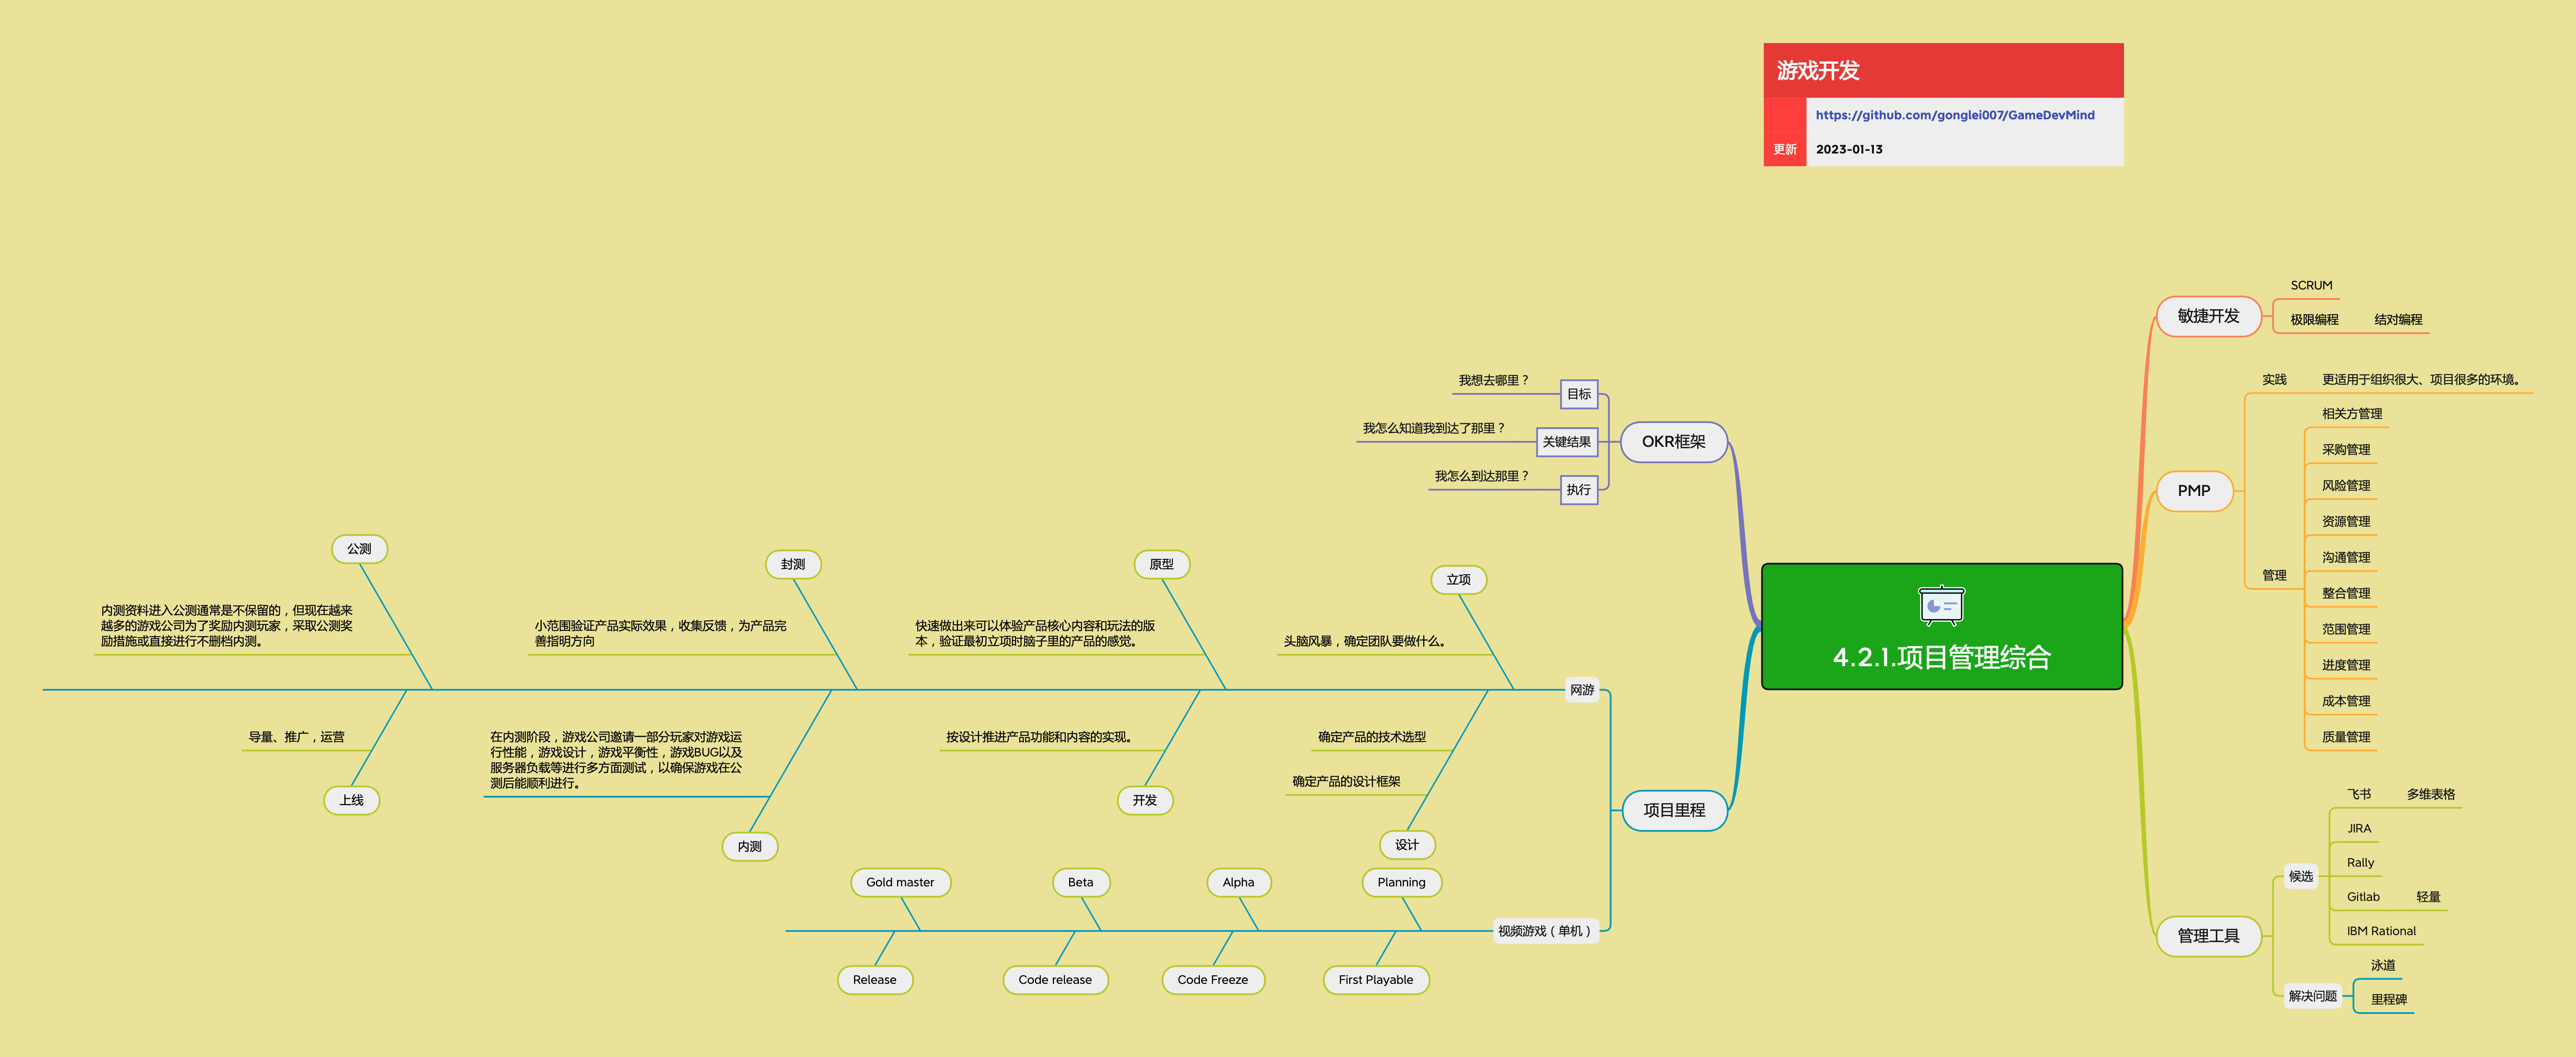 游戏开发
https://github.com/gonglei007/GameDevMind
更新 2023-01-13
4.2.1.项目管理综合
敏捷开发
SCRUM
极限编程 结对编程
PMP
实践 更适用于组织很大、项目很多的环境。
管理
相关方管理
采购管理
风险管理
资源管理
沟通管理
整合管理
范围管理
进度管理
成本管理
质量管理
管理工具
候选
飞书 多维表格
JIRA
Rally
Gitlab 轻量
IBM Rational
解决问题
泳道
里程碑
OKR框架
目标
我想去哪里？
关键结果
我怎么知道我到达了那里？
执行
我怎么到达那里？
项目里程
网游
立项
头脑风暴，确定团队要做什么。
设计
确定产品的技术选型
确定产品的设计框架
原型
快速做出来可以体验产品核心内容和玩法的版
本，验证最初立项时脑子里的产品的感觉。
开发
按设计推进产品功能和内容的实现。
封测
小范围验证产品实际效果，收集反馈，为产品完
善指明方向
内测
在内测阶段，游戏公司邀请一部分玩家对游戏运
行性能，游戏设计，游戏平衡性，游戏BUG以及
服务器负载等进行多方面测试，以确保游戏在公
测后能顺利进行。
公测
内测资料进入公测通常是不保留的，但现在越来
越多的游戏公司为了奖励内测玩家，采取公测奖
励措施或直接进行不删档内测。
上线
导量、推广，运营
视频游戏（单机）
Planning
First Playable
Alpha
Code Freeze
Beta
Code release
Gold master
Release